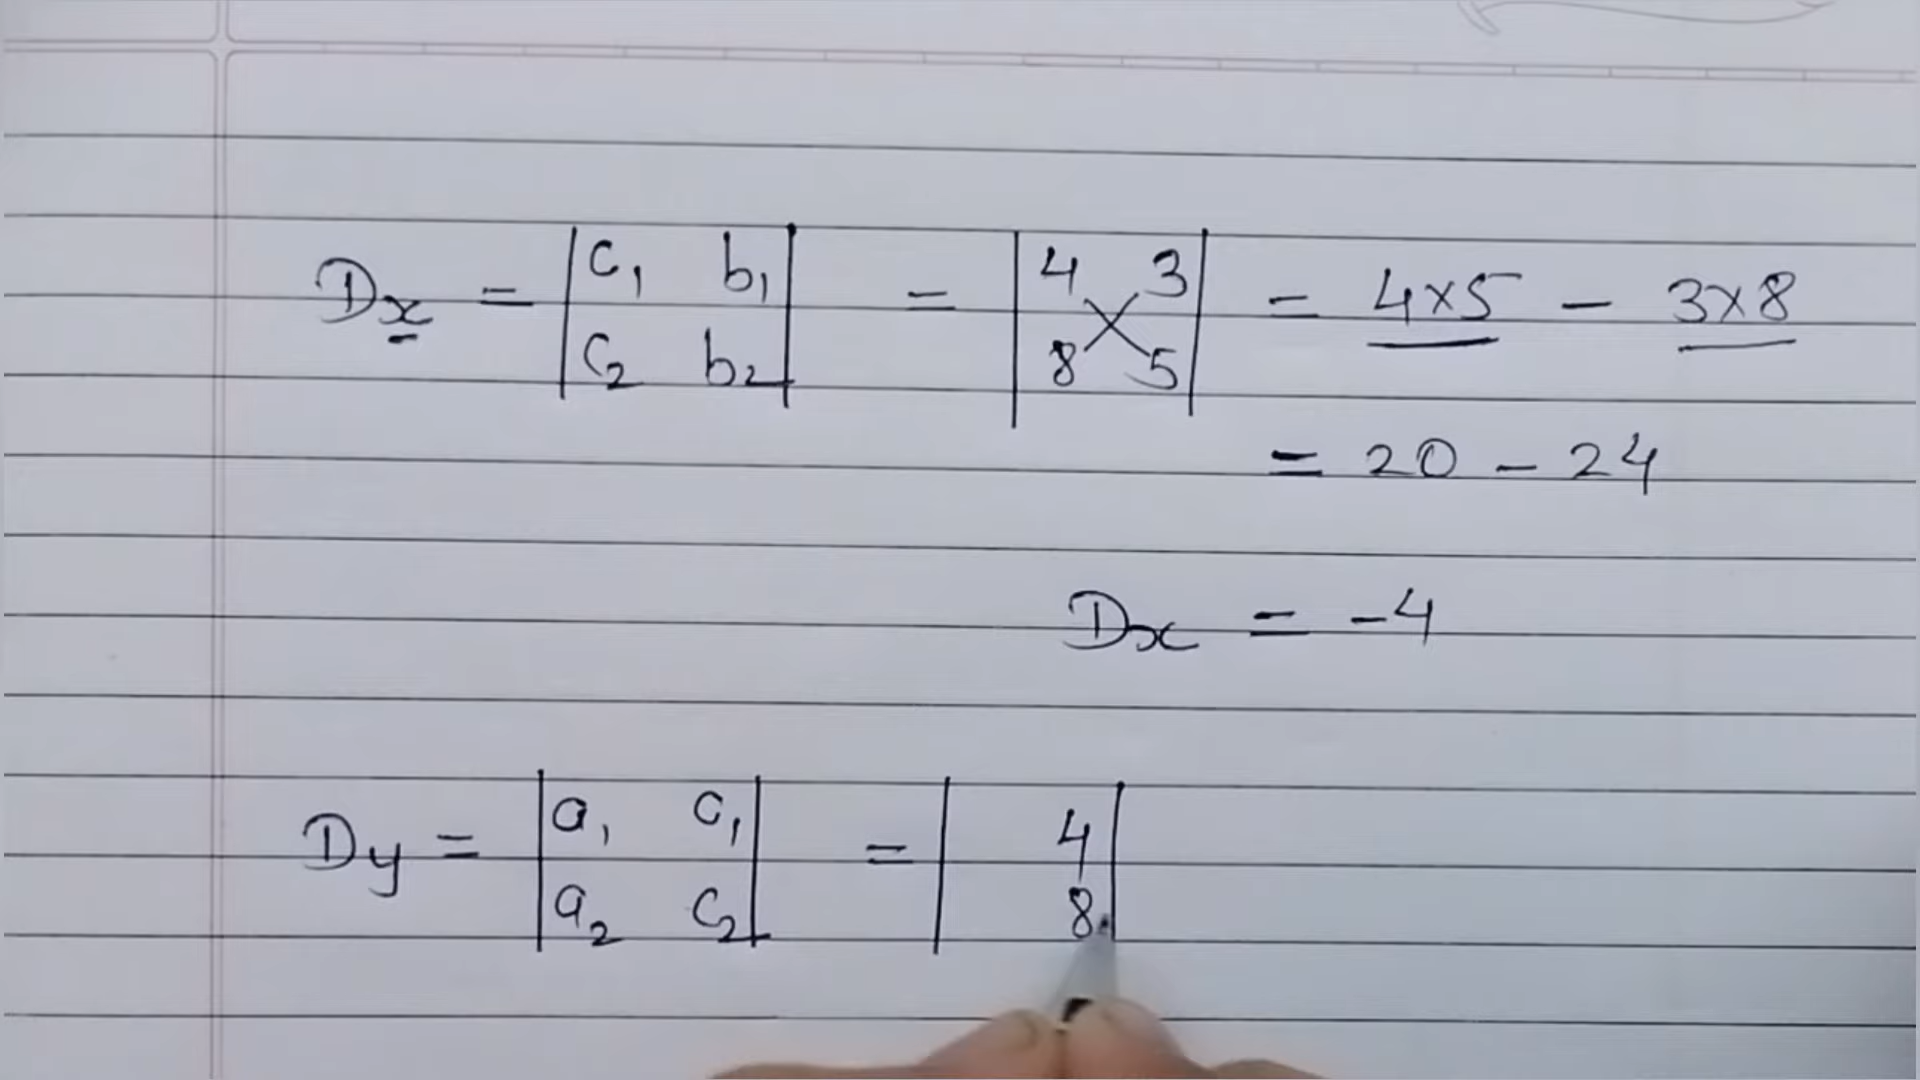 Dx = | c₁ b₁ | = | 4 3 | = 4×5 − 3×8
| c₂ b₂ | | 8 5 |
= 20 − 24
Dx = −4
Dy = | a₁ c₁ | = | 4 |
| a₂ c₂ | | 8 |